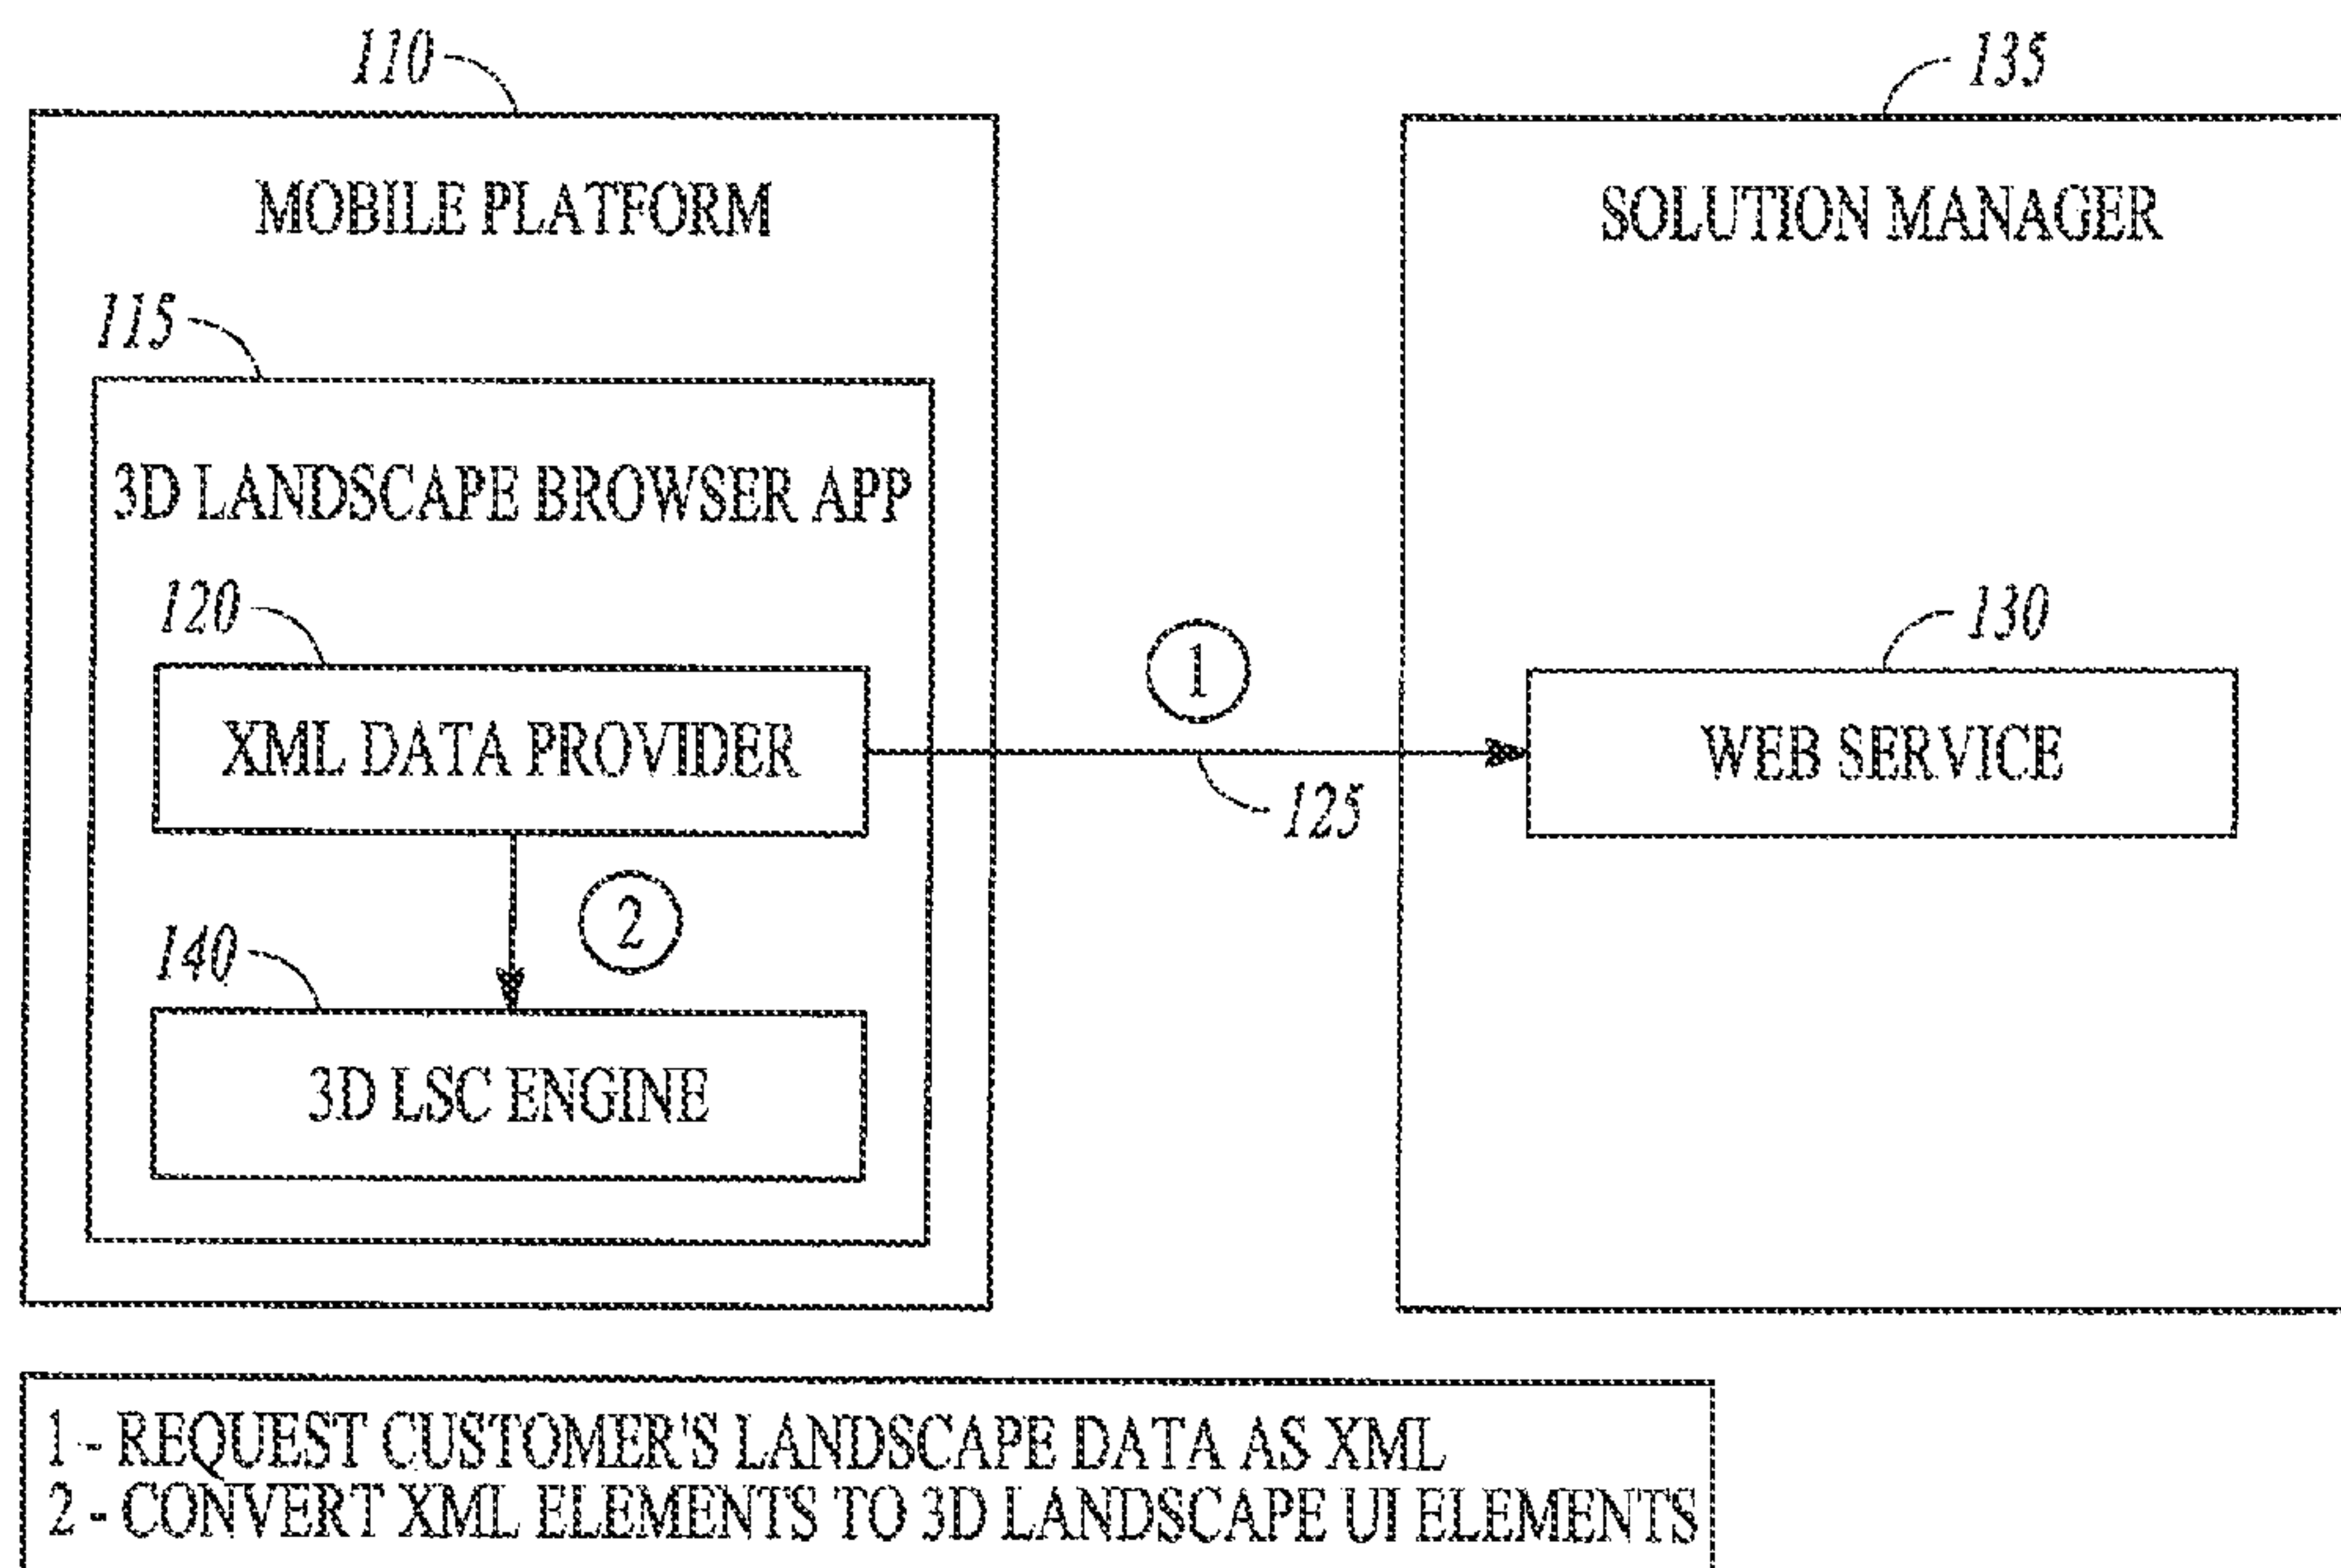 110
135
MOBILE PLATFORM
SOLUTION MANAGER
115
3D LANDSCAPE BROWSER APP
120
1
130
XML DATA PROVIDER
WEB SERVICE
125
2
140
3D LSC ENGINE
1 - REQUEST CUSTOMER'S LANDSCAPE DATA AS XML
2 - CONVERT XML ELEMENTS TO 3D LANDSCAPE UI ELEMENTS